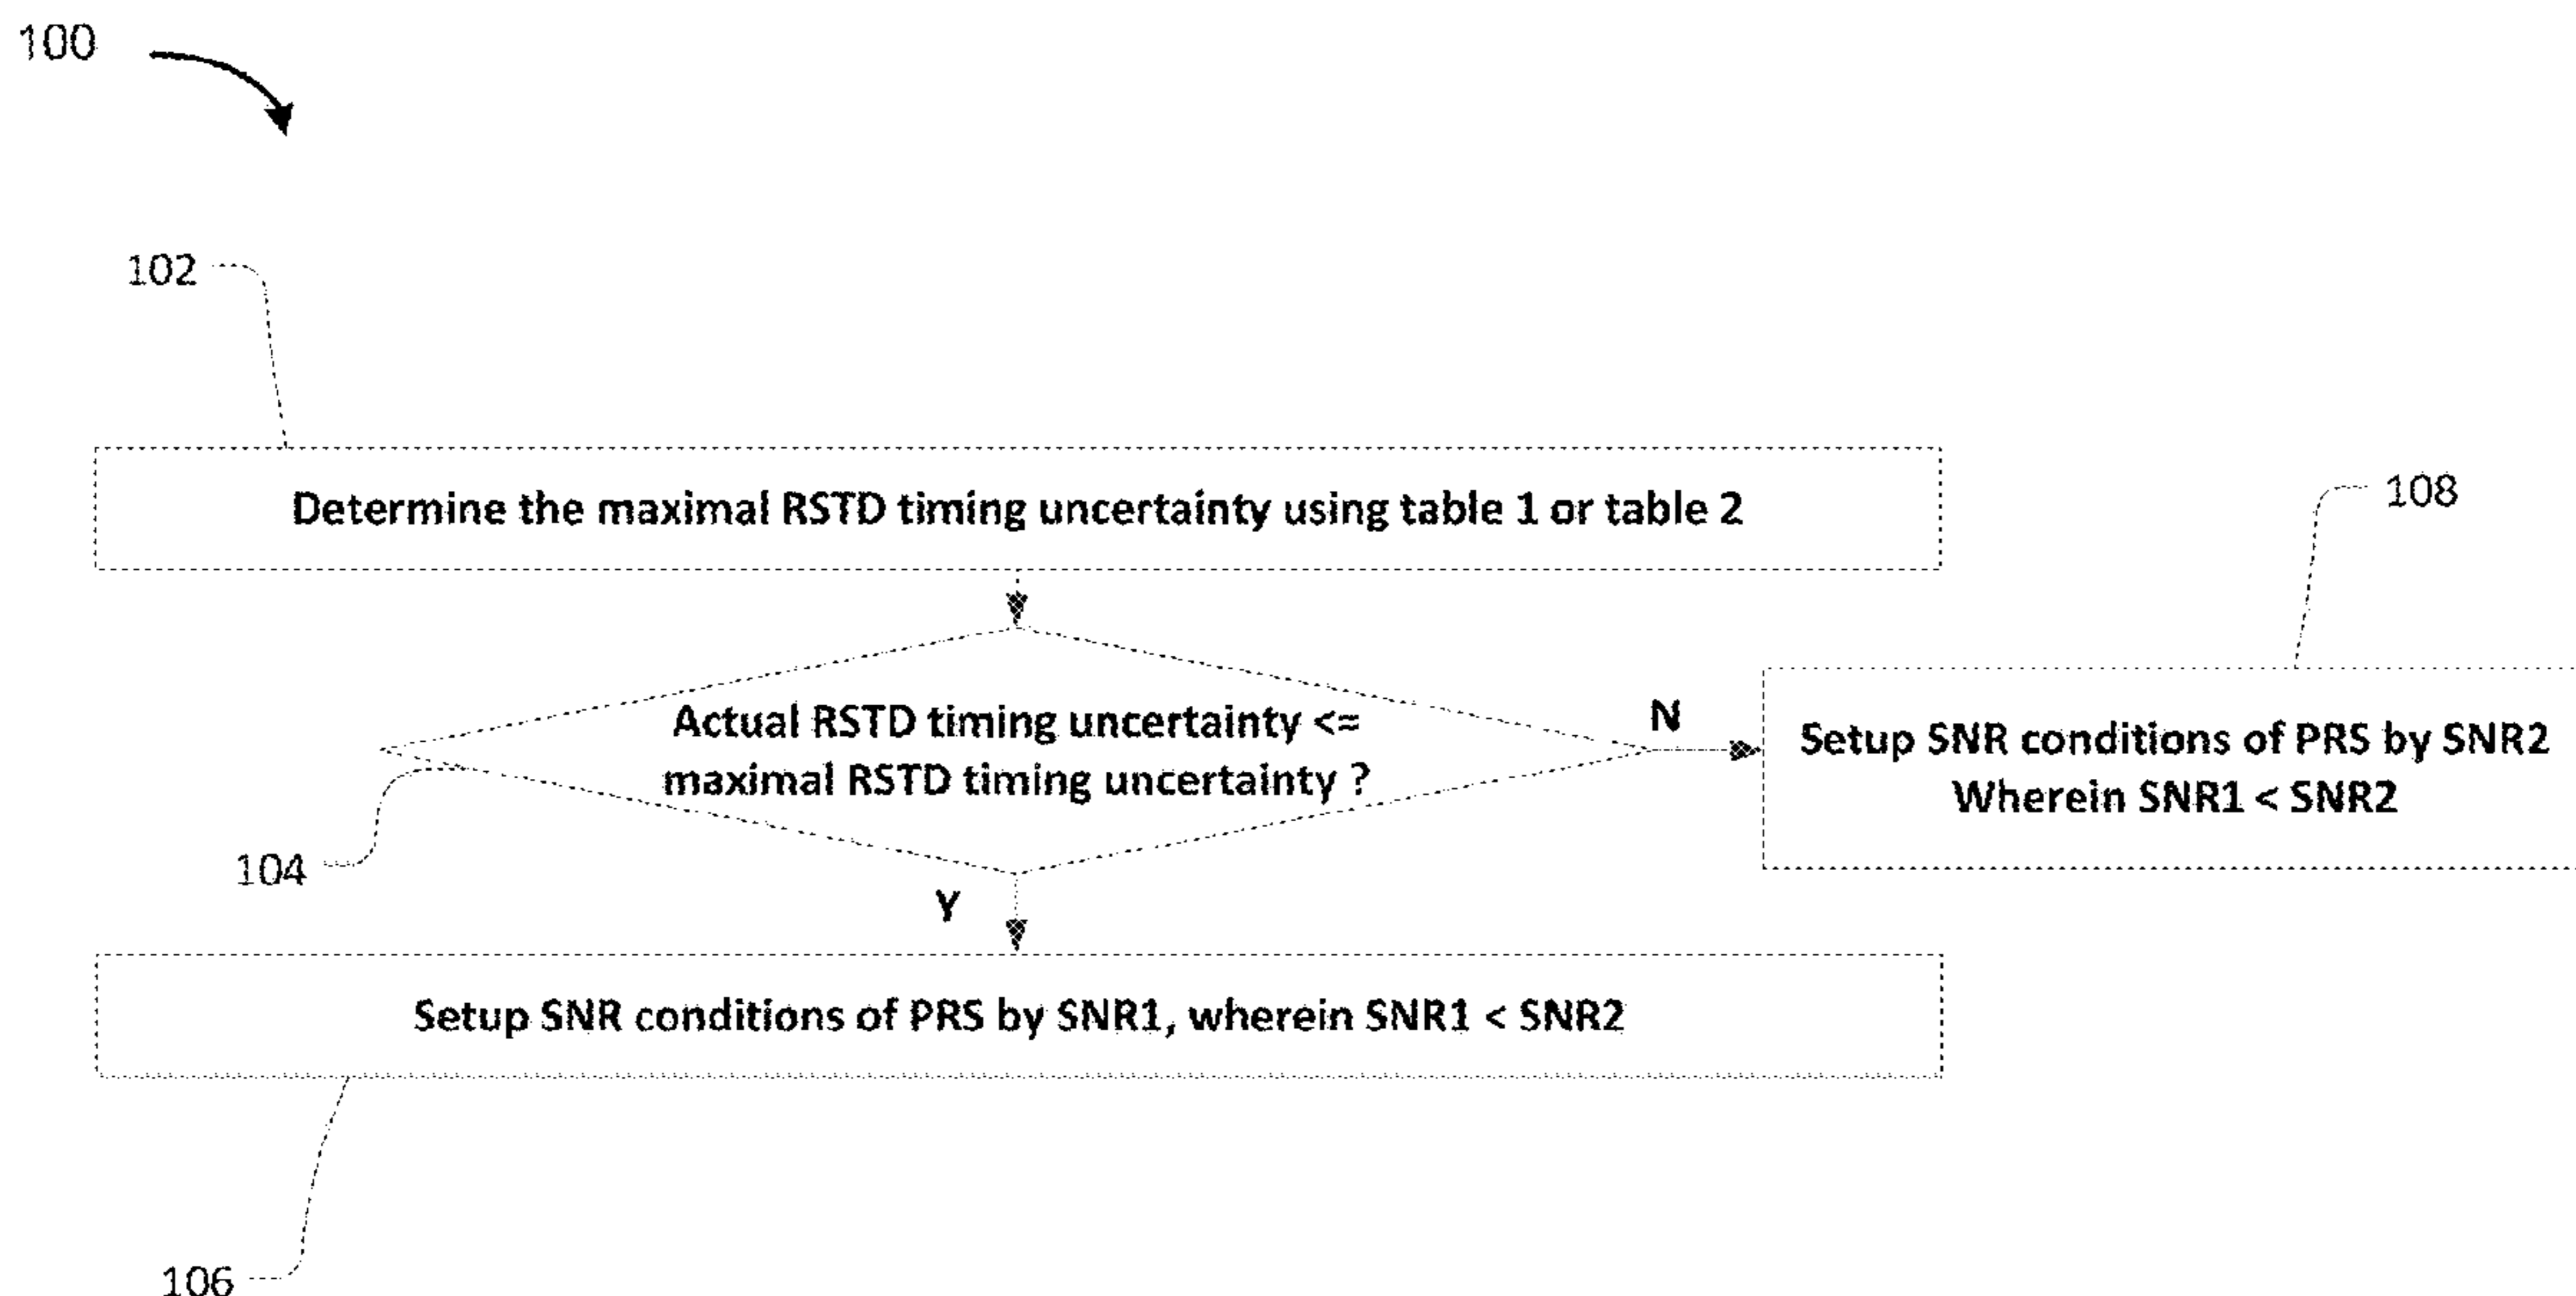 100
102
Determine the maximal RSTD timing uncertainty using table 1 or table 2
108
Actual RSTD timing uncertainty <=
maximal RSTD timing uncertainty ?
N
Setup SNR conditions of PRS by SNR2
Wherein SNR1 < SNR2
104
Y
Setup SNR conditions of PRS by SNR1, wherein SNR1 < SNR2
106